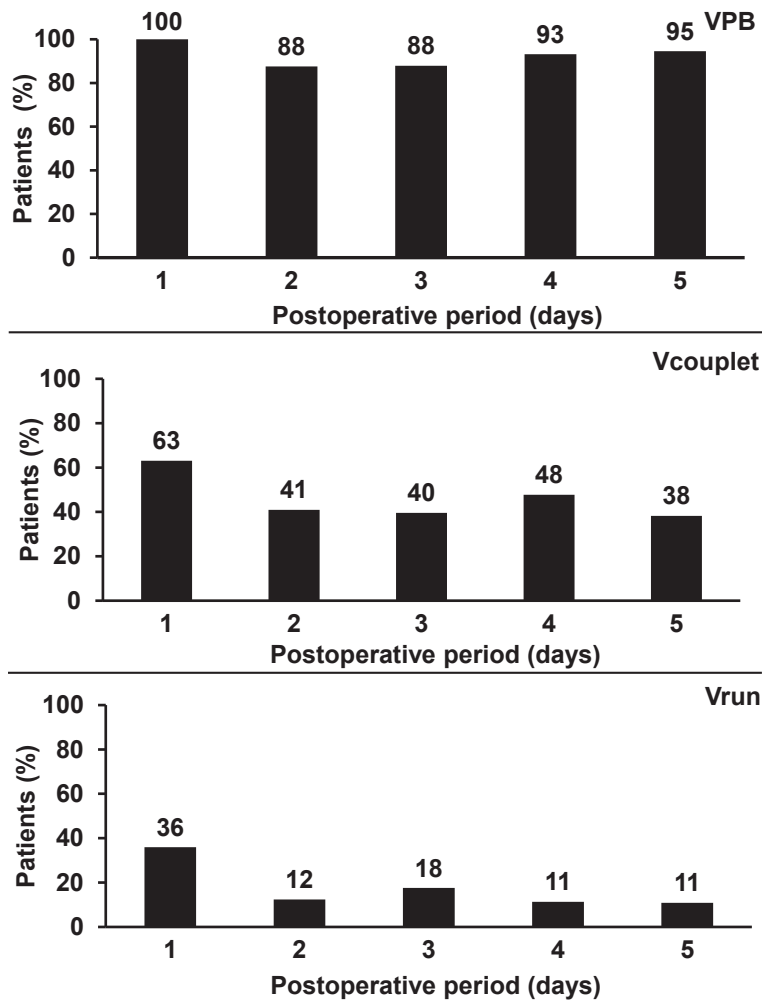 VPB
100
88
88
93
95
Patients (%)
100
80
60
40
20
0
1 2 3 4 5
Postoperative period (days)
Vcouplet
63
41
40
48
38
Patients (%)
100
80
60
40
20
0
1 2 3 4 5
Postoperative period (days)
Vrun
36
12
18
11
11
Patients (%)
100
80
60
40
20
0
1 2 3 4 5
Postoperative period (days)